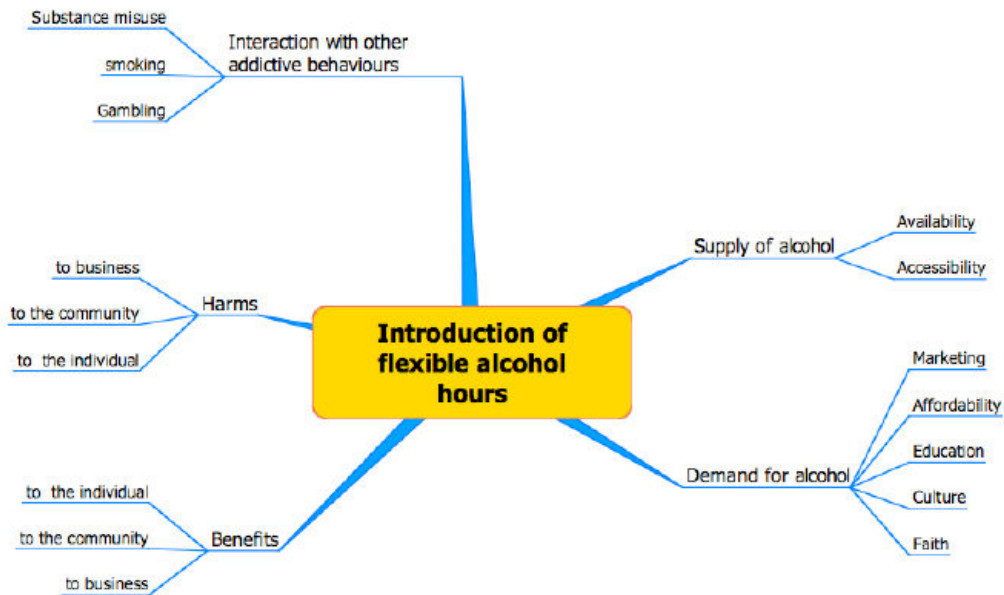 Substance misuse
smoking
Gambling
Interaction with other
addictive behaviours
Supply of alcohol
Availability
Accessibility
to business
to the community
to the individual
Harms
Introduction of
flexible alcohol
hours
Marketing
Affordability
Education
Culture
Faith
Demand for alcohol
to the individual
to the community
to business
Benefits